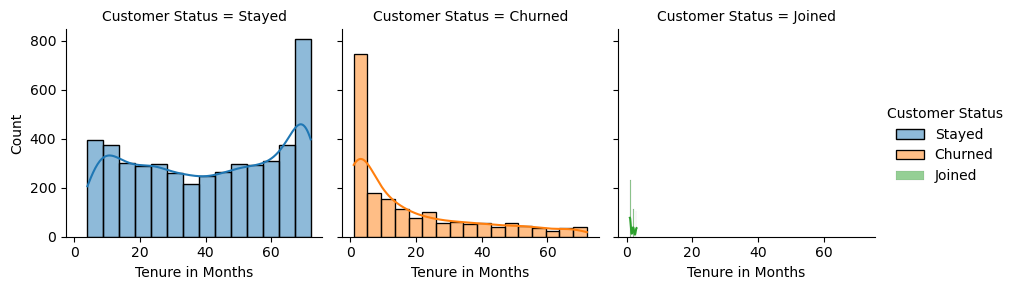 Customer Status = Stayed
Customer Status = Churned
Customer Status = Joined
800
600
400
200
0
Count
0 20 40 60
Tenure in Months
0 20 40 60
Tenure in Months
0 20 40 60
Tenure in Months
Customer Status
Stayed
Churned
Joined